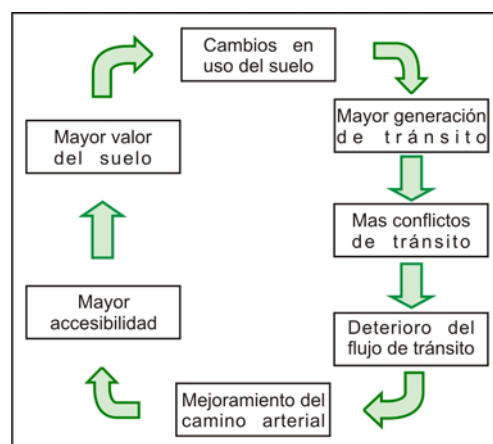 Cambios en
uso del suelo
Mayor generación
de tránsito
Mas conflictos
de tránsito
Deterioro del
flujo de tránsito
Mejoramiento del
camino arterial
Mayor
accesibilidad
Mayor valor
del suelo